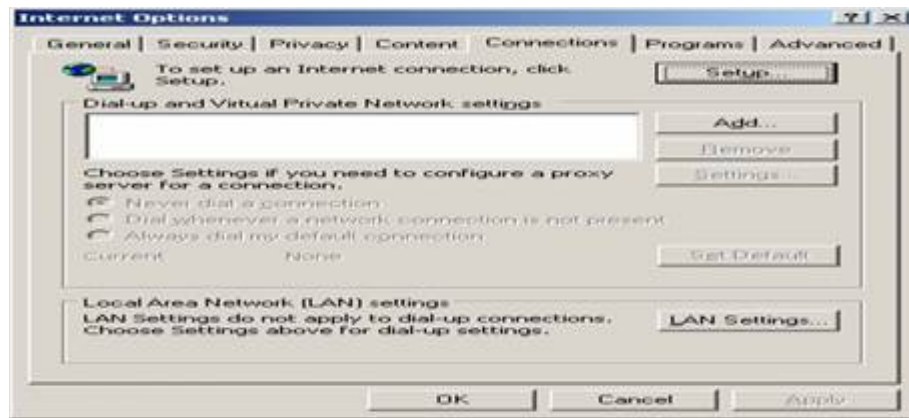 Internet Options
General Security Privacy Content Connections Programs Advanced
To set up an Internet connection, click
Setup.
Setup...
Dial-up and Virtual Private Network settings
Add...
Remove
Choose Settings if you need to configure a proxy
server for a connection.
Settings...
Never dial a connection
Dial whenever a network connection is not present
Always dial my default connection
Current None
Set Default
Local Area Network (LAN) settings
LAN Settings do not apply to dial-up connections.
Choose Settings above for dial-up settings.
LAN Settings...
OK Cancel Apply